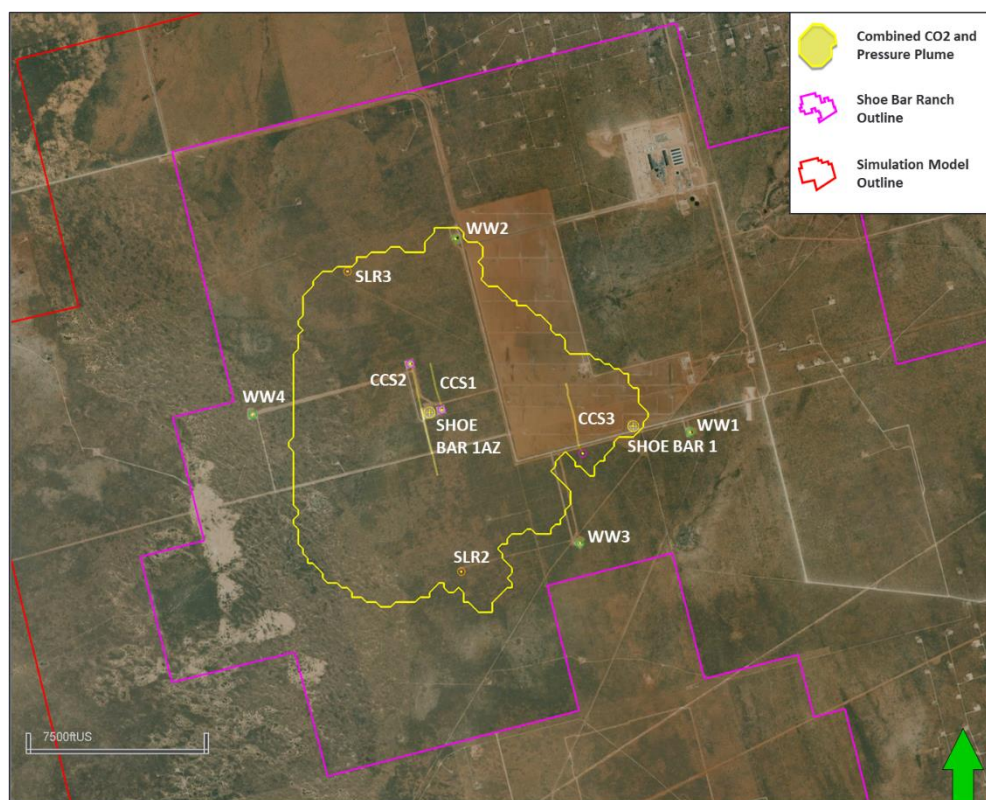 Combined CO2 and
Pressure Plume
Shoe Bar Ranch
Outline
Simulation Model
Outline
WW2
SLR3
CCS2
CCS1
WW4
SHOE
BAR 1AZ
CCS3
WW1
SHOE BAR 1
WW3
SLR2
7500ftUS